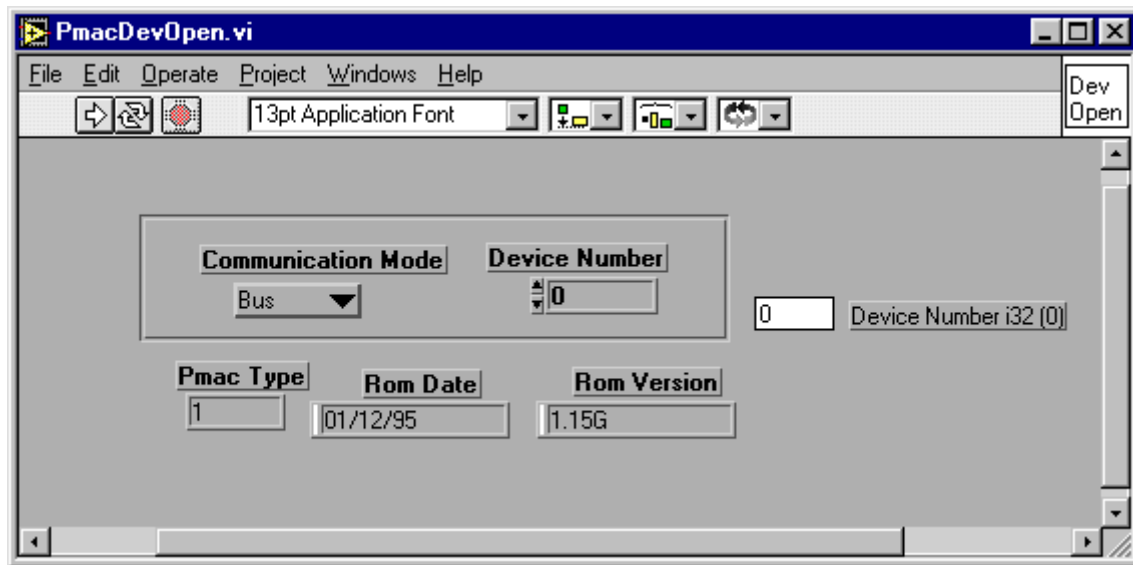 PmacDevOpen.vi
File Edit Operate Project Windows Help
Dev
Open
13pt Application Font
Communication Mode Device Number
Bus 0
0 Device Number i32 (0)
Pmac Type Rom Date Rom Version
1 01/12/95 1.15G